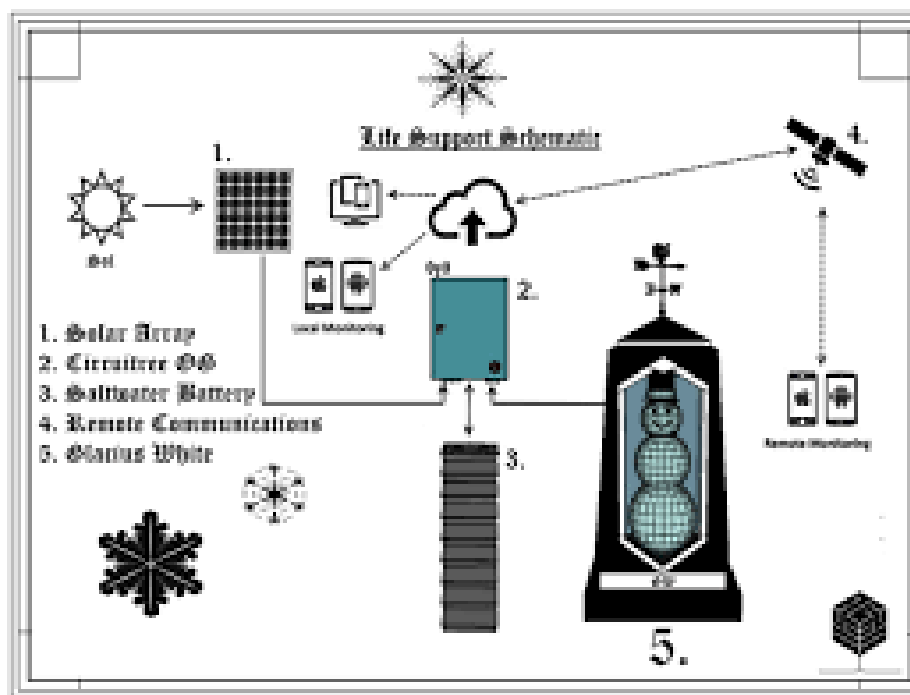 Life Support Schematic
1.
4.
Sol
2.
Local Monitoring
1. Solar Array
2. Circuitree OG
3. Saltwater Battery
4. Remote Communications
5. Glacius White
3.
Remote Monitoring
5.